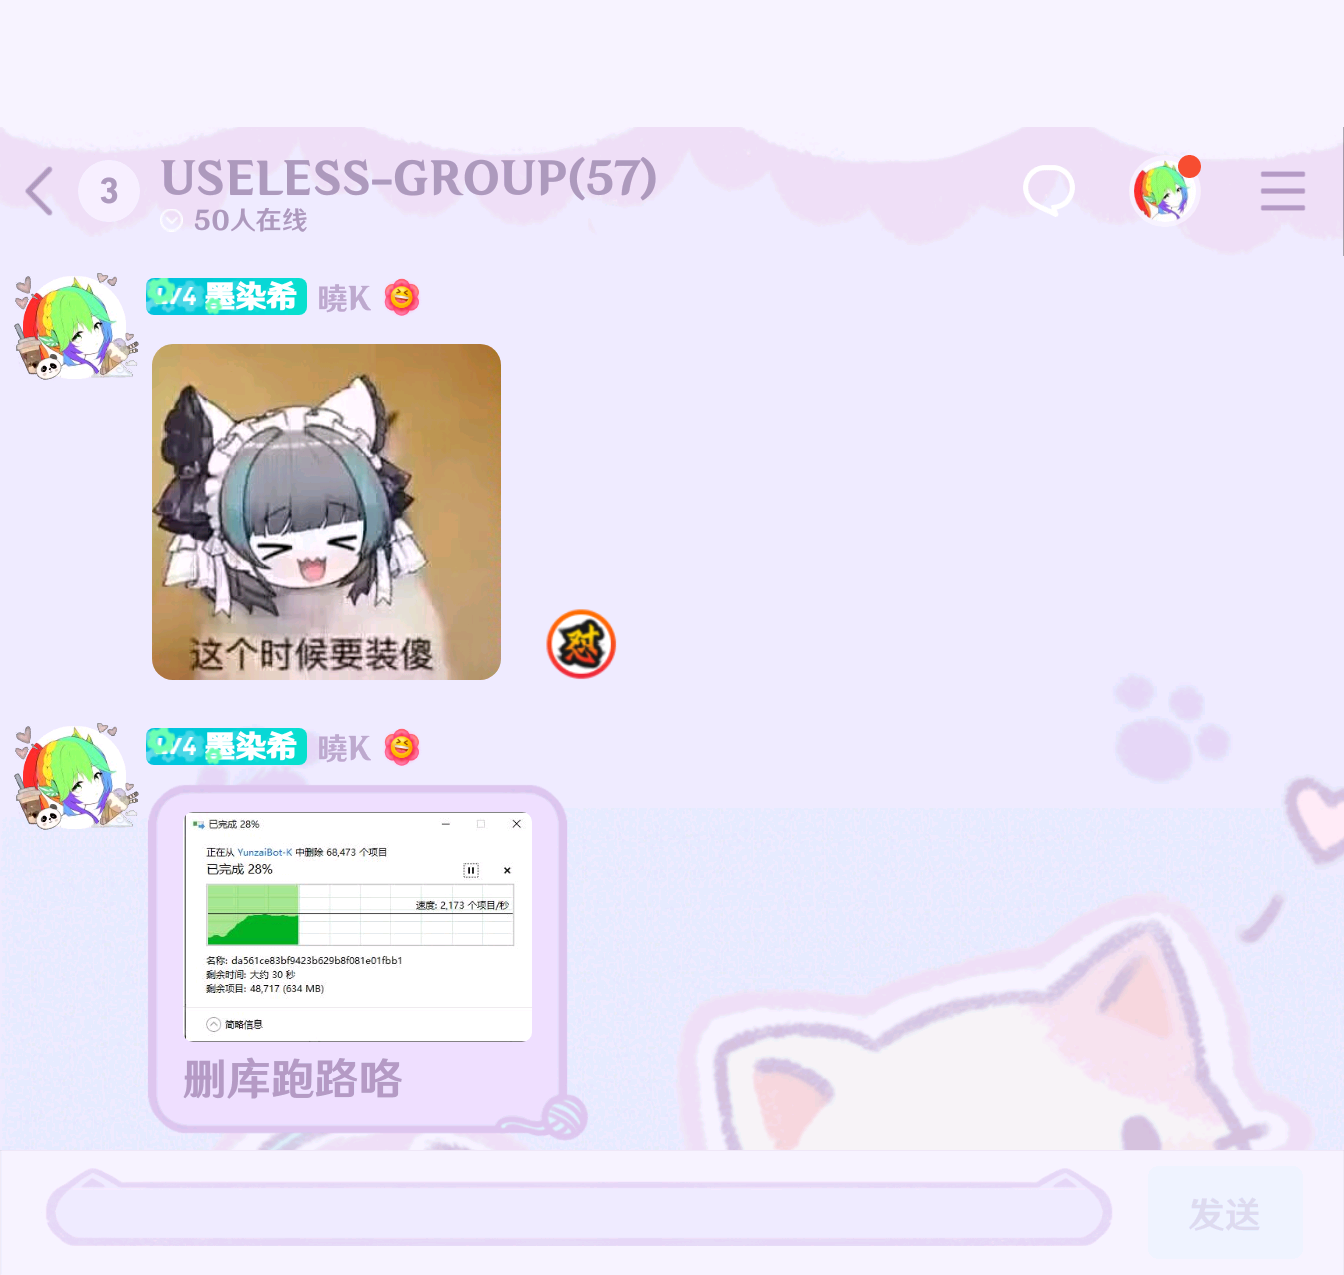 3
USELESS-GROUP(57)
50人在线
墨染希 曉K
这个时候要装傻
怼
墨染希 曉K
已完成 28%
正在从 YunzaiBot-K 中删除 68,473 个项目
已完成 28%
速度: 2,173 个项目/秒
名称: da561ce83bf9423b629b8f081e01fbb1
剩余时间: 大约 30 秒
剩余项目: 48,717 (634 MB)
简略信息
删库跑路咯
发送